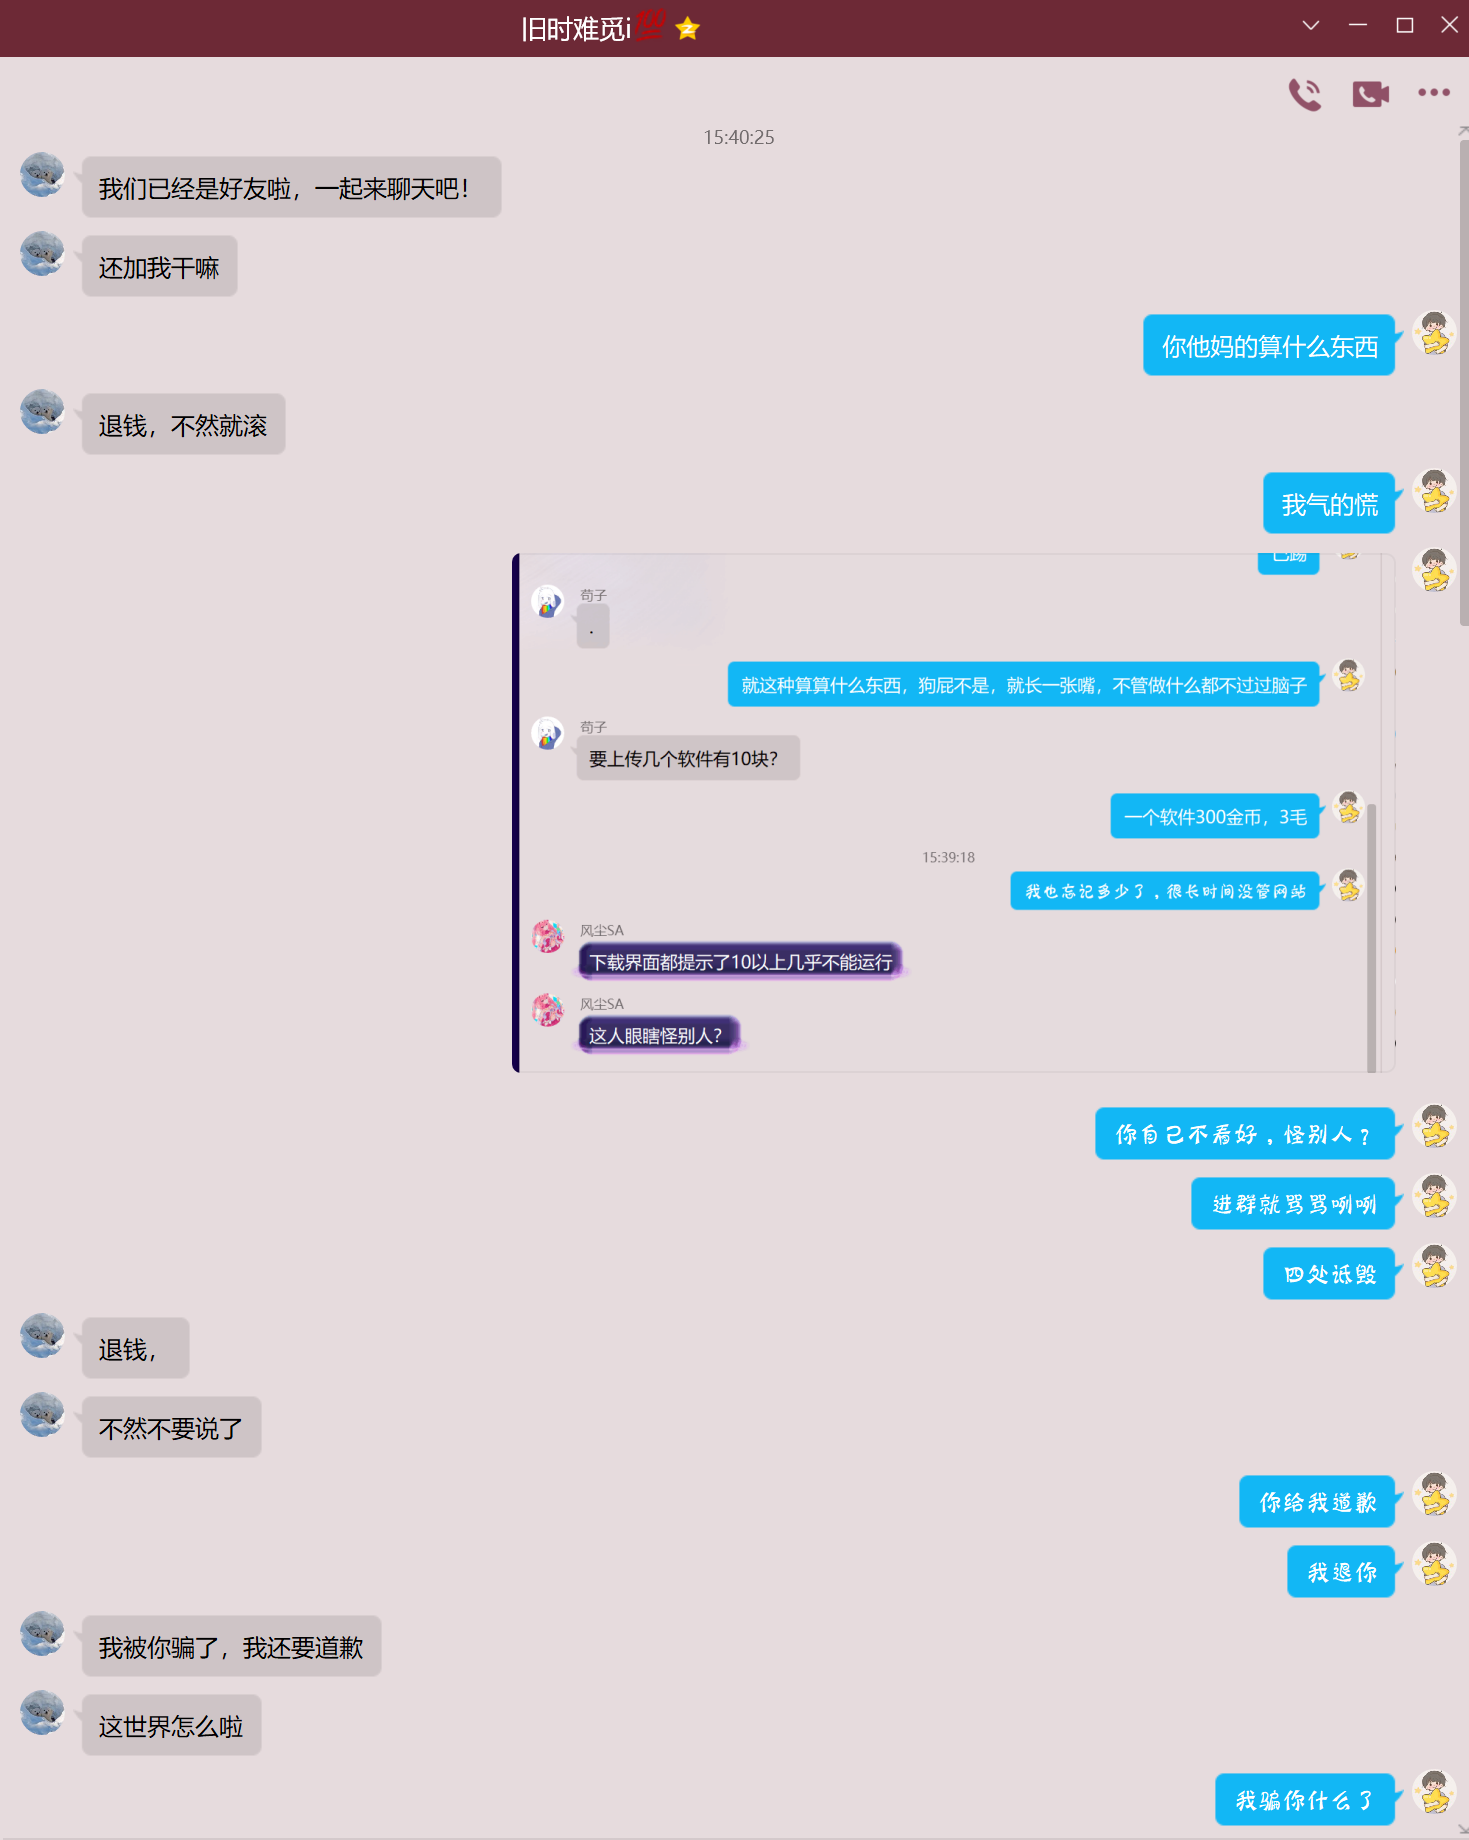 旧时难觅i💯
15:40:25
我们已经是好友啦，一起来聊天吧！
还加我干嘛
你他妈的算什么东西
退钱，不然就滚
我气的慌
已踢
荀子
.
就这种算算什么东西，狗屁不是，就长一张嘴，不管做什么都不过过脑子
荀子
要上传几个软件有10块？
一个软件300金币，3毛
15:39:18
我也忘记多少了，很长时间没管网站
风尘SA
下载界面都提示了10以上几乎不能运行
风尘SA
这人眼瞎怪别人？
你自己不看好，怪别人？
进群就骂骂咧咧
四处诋毁
退钱，
不然不要说了
你给我道歉
我退你
我被你骗了，我还要道歉
这世界怎么啦
我骗你什么了